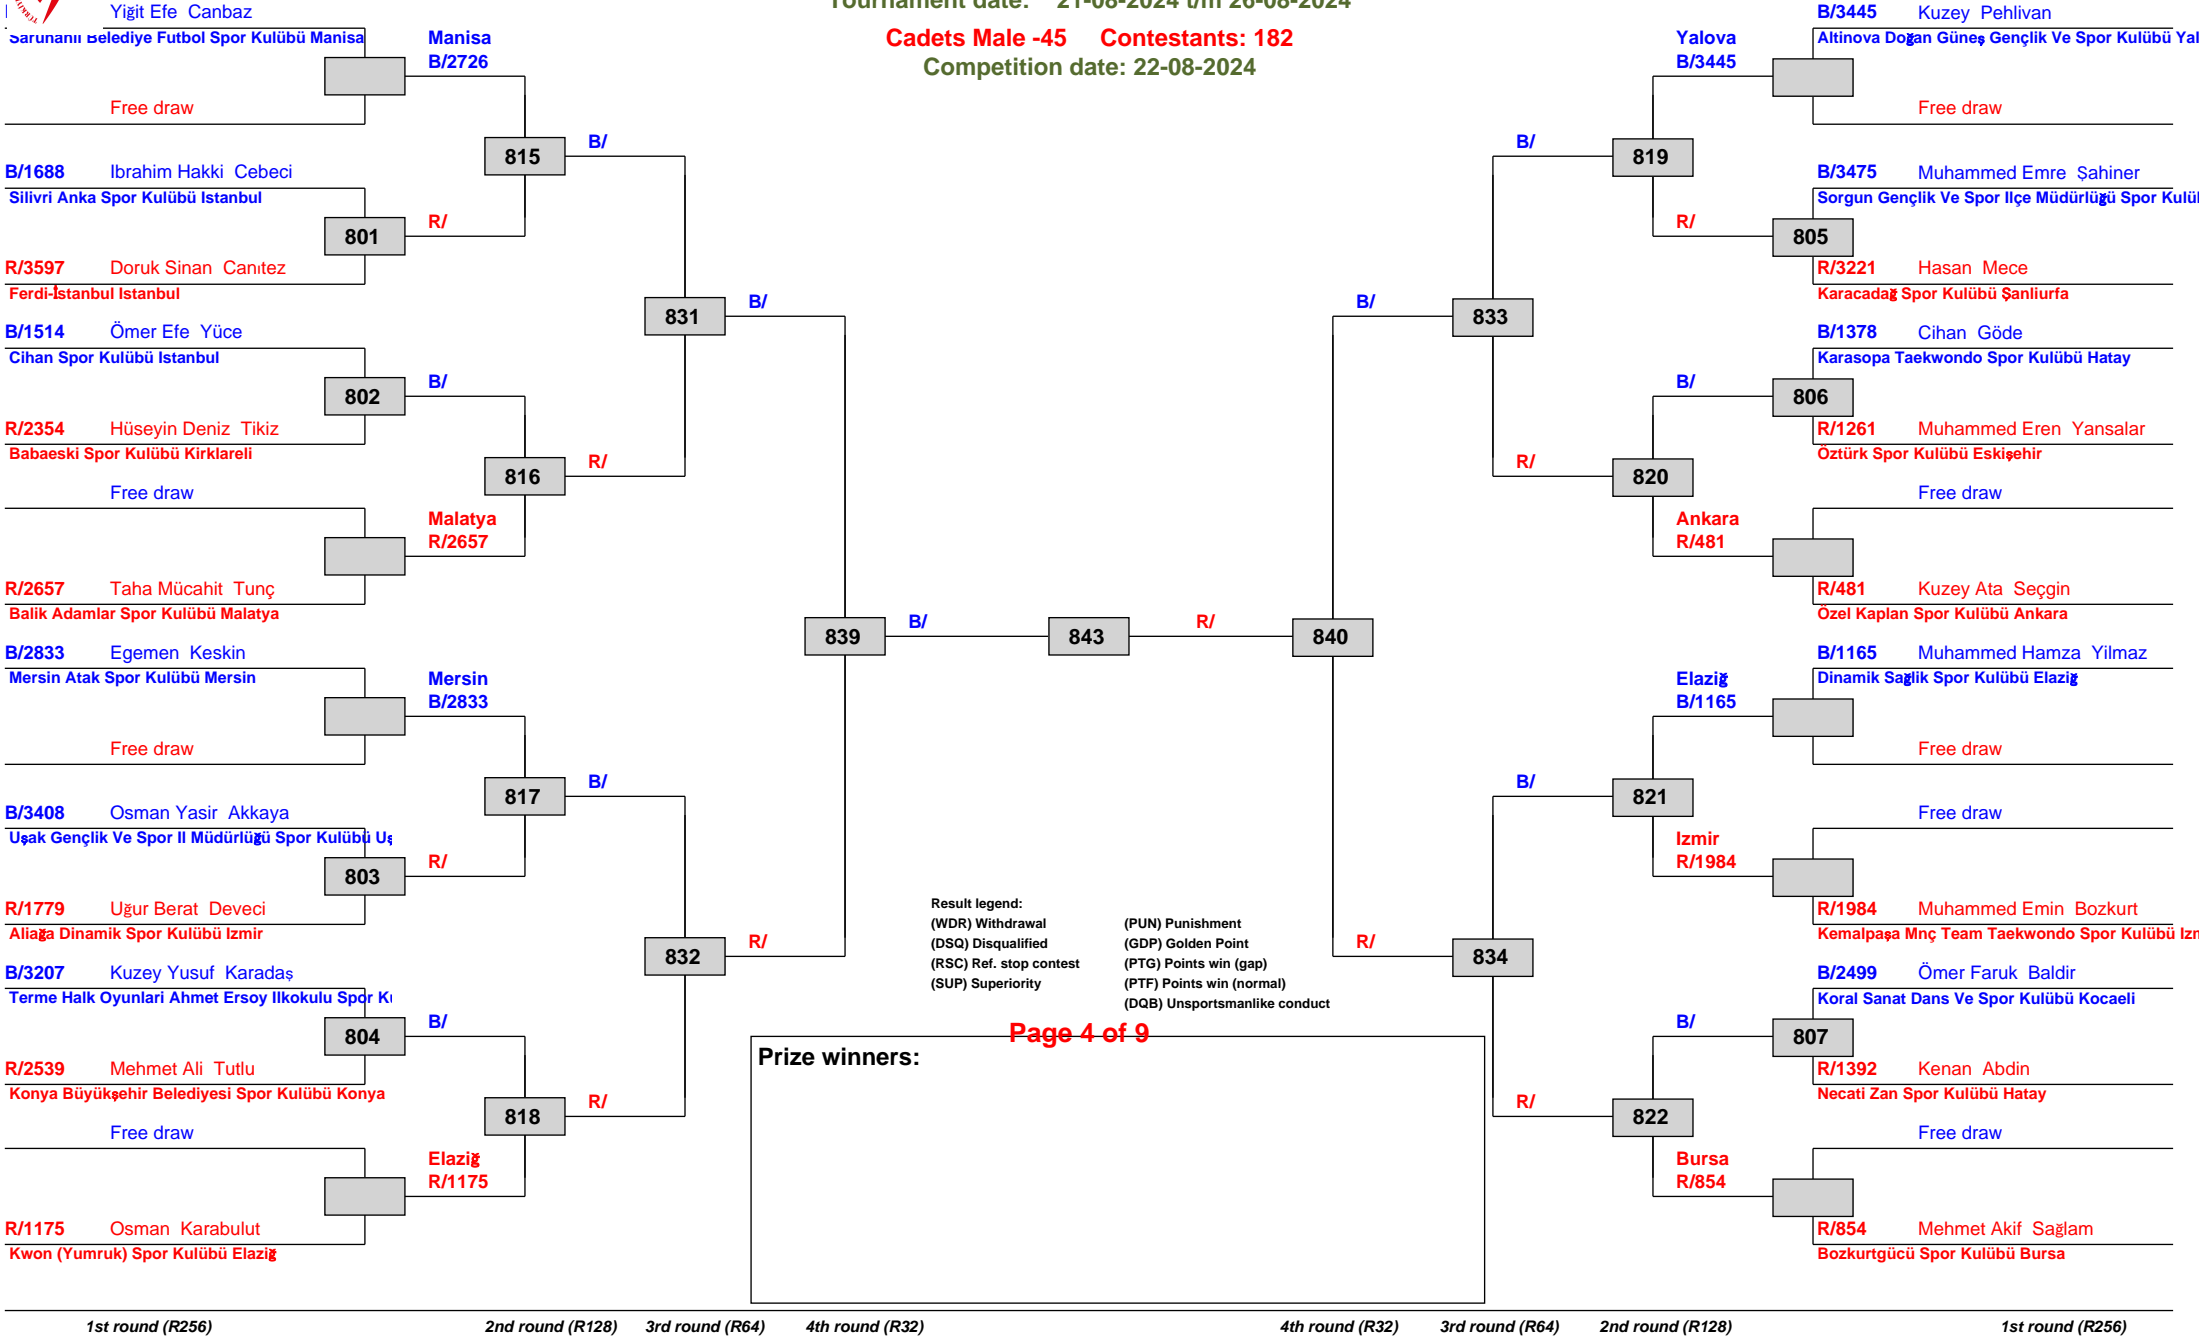 Tournament date: 21-08-2024 t/m 26-08-2024
Cadets Male -45 Contestants: 182
Competition date: 22-08-2024
Yiğit Efe Canbaz
Saruhanli Belediye Futbol Spor Kulübü Manisa
Free draw
B/1688 Ibrahim Hakki Cebeci
Silivri Anka Spor Kulübü Istanbul
R/3597 Doruk Sinan Canıtez
Ferdi-İstanbul Istanbul
B/1514 Ömer Efe Yüce
Cihan Spor Kulübü Istanbul
R/2354 Hüseyin Deniz Tikiz
Babaeski Spor Kulübü Kirklareli
Free draw
R/2657 Taha Mücahit Tunç
Balik Adamlar Spor Kulübü Malatya
B/2833 Egemen Keskin
Mersin Atak Spor Kulübü Mersin
Free draw
B/3408 Osman Yasir Akkaya
Uşak Gençlik Ve Spor Il Müdürlüğü Spor Kulübü Uş
R/1779 Uğur Berat Deveci
Aliağa Dinamik Spor Kulübü Izmir
B/3207 Kuzey Yusuf Karadaş
Terme Halk Oyunlari Ahmet Ersoy Ilkokulu Spor Ku
R/2539 Mehmet Ali Tutlu
Konya Büyükşehir Belediyesi Spor Kulübü Konya
Free draw
R/1175 Osman Karabulut
Kwon (Yumruk) Spor Kulübü Elaziğ
801
802
803
804
Manisa
B/2726
R/
B/
Malatya
R/2657
Mersin
B/2833
R/
B/
Elaziğ
R/1175
815
816
817
818
B/
R/
B/
R/
831
832
B/
R/
839
B/
843
R/
840
B/
R/
833
834
B/
R/
B/
R/
819
820
821
822
Yalova
B/3445
R/
B/
Ankara
R/481
Elaziğ
B/1165
Izmir
R/1984
B/
Bursa
R/854
805
806
807
B/3445 Kuzey Pehlivan
Altinova Doğan Güneş Gençlik Ve Spor Kulübü Yal
Free draw
B/3475 Muhammed Emre Şahiner
Sorgun Gençlik Ve Spor Ilçe Müdürlüğü Spor Kulül
R/3221 Hasan Mece
Karacadağ Spor Kulübü Şanliurfa
B/1378 Cihan Göde
Karasopa Taekwondo Spor Kulübü Hatay
R/1261 Muhammed Eren Yansalar
Öztürk Spor Kulübü Eskişehir
Free draw
R/481 Kuzey Ata Seçgin
Özel Kaplan Spor Kulübü Ankara
B/1165 Muhammed Hamza Yilmaz
Dinamik Sağlik Spor Kulübü Elaziğ
Free draw
Free draw
R/1984 Muhammed Emin Bozkurt
Kemalpaşa Mnç Team Taekwondo Spor Kulübü Izm
B/2499 Ömer Faruk Baldir
Koral Sanat Dans Ve Spor Kulübü Kocaeli
R/1392 Kenan Abdin
Necati Zan Spor Kulübü Hatay
Free draw
R/854 Mehmet Akif Sağlam
Bozkurtgücü Spor Kulübü Bursa
Result legend:
(WDR) Withdrawal (PUN) Punishment
(DSQ) Disqualified (GDP) Golden Point
(RSC) Ref. stop contest (PTG) Points win (gap)
(SUP) Superiority (PTF) Points win (normal)
(DQB) Unsportsmanlike conduct
Page 4 of 9
Prize winners:
1st round (R256) 2nd round (R128) 3rd round (R64) 4th round (R32) 4th round (R32) 3rd round (R64) 2nd round (R128) 1st round (R256)